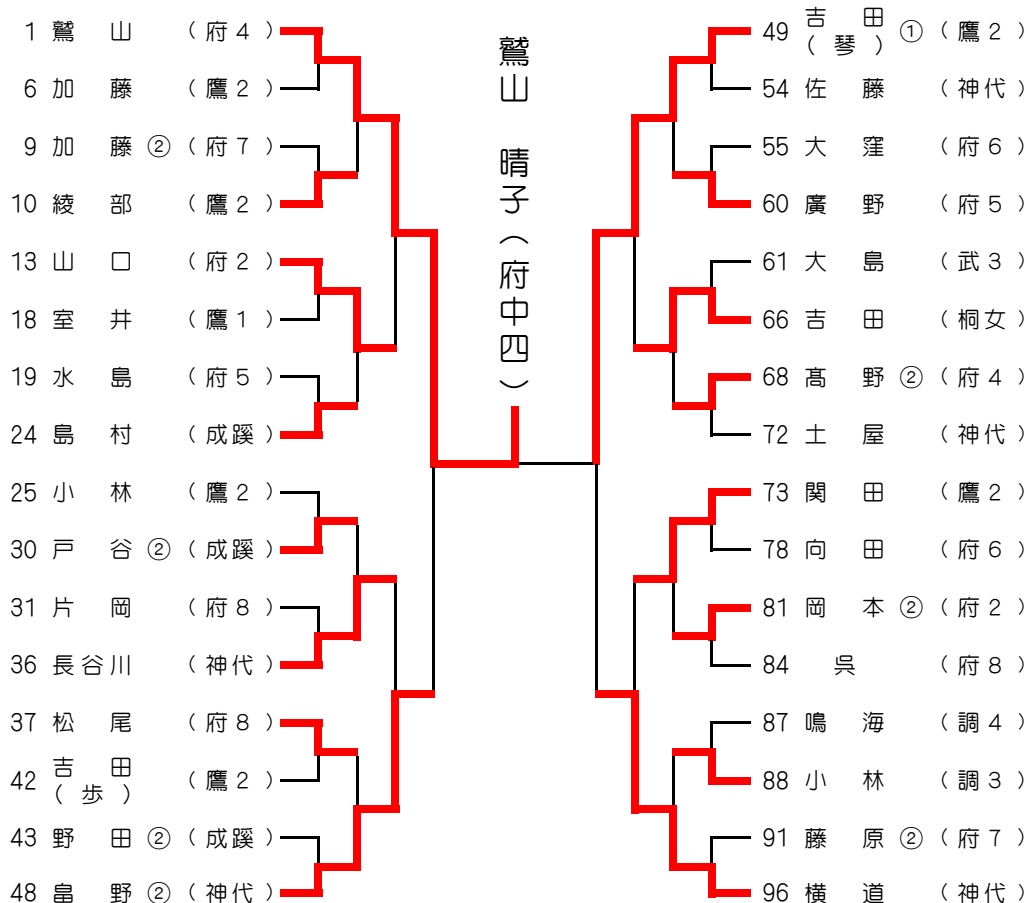 1 鷲山 (府4)
6 加藤 (鷹2)
9 加藤 ② (府7)
10 綾部 (鷹2)
13 山口 (府2)
18 室井 (鷹1)
19 水島 (府5)
24 島村 (成蹊)
25 小林 (鷹2)
30 戸谷 ② (成蹊)
31 片岡 (府8)
36 長谷川 (神代)
37 松尾 (府8)
42 吉田(歩) (鷹2)
43 野田 ② (成蹊)
48 畠野 ② (神代)
鷲山 晴子(府中四)
49 吉田(琴) ① (鷹2)
54 佐藤 (神代)
55 大窪 (府6)
60 廣野 (府5)
61 大島 (武3)
66 吉田 (桐女)
68 髙野 ② (府4)
72 土屋 (神代)
73 関田 (鷹2)
78 向田 (府6)
81 岡本 ② (府2)
84 呉 (府8)
87 鳴海 (調4)
88 小林 (調3)
91 藤原 ② (府7)
96 横道 (神代)